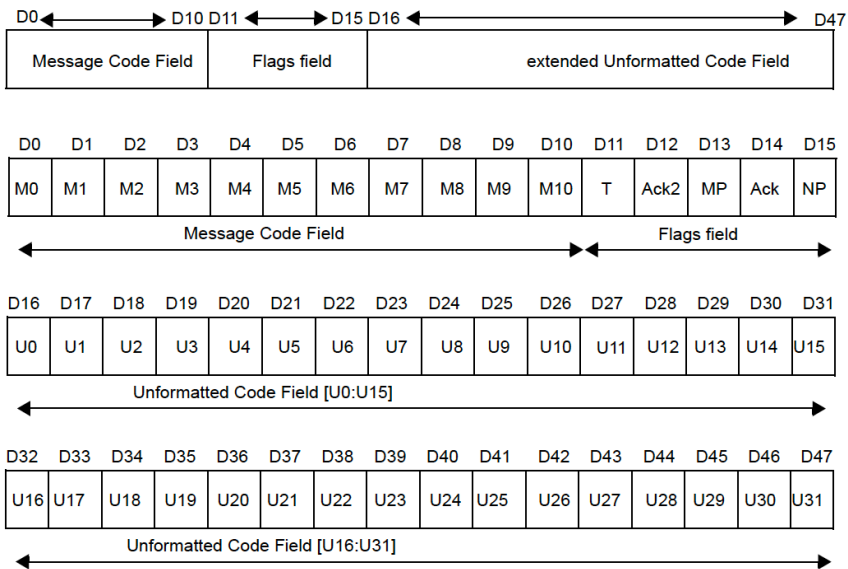 D0 D10 D11 D15 D16 D47
Message Code Field Flags field extended Unformatted Code Field
D0 D1 D2 D3 D4 D5 D6 D7 D8 D9 D10 D11 D12 D13 D14 D15
M0 M1 M2 M3 M4 M5 M6 M7 M8 M9 M10 T Ack2 MP Ack NP
Message Code Field Flags field
D16 D17 D18 D19 D20 D21 D22 D23 D24 D25 D26 D27 D28 D29 D30 D31
U0 U1 U2 U3 U4 U5 U6 U7 U8 U9 U10 U11 U12 U13 U14 U15
Unformatted Code Field [U0:U15]
D32 D33 D34 D35 D36 D37 D38 D39 D40 D41 D42 D43 D44 D45 D46 D47
U16 U17 U18 U19 U20 U21 U22 U23 U24 U25 U26 U27 U28 U29 U30 U31
Unformatted Code Field [U16:U31]